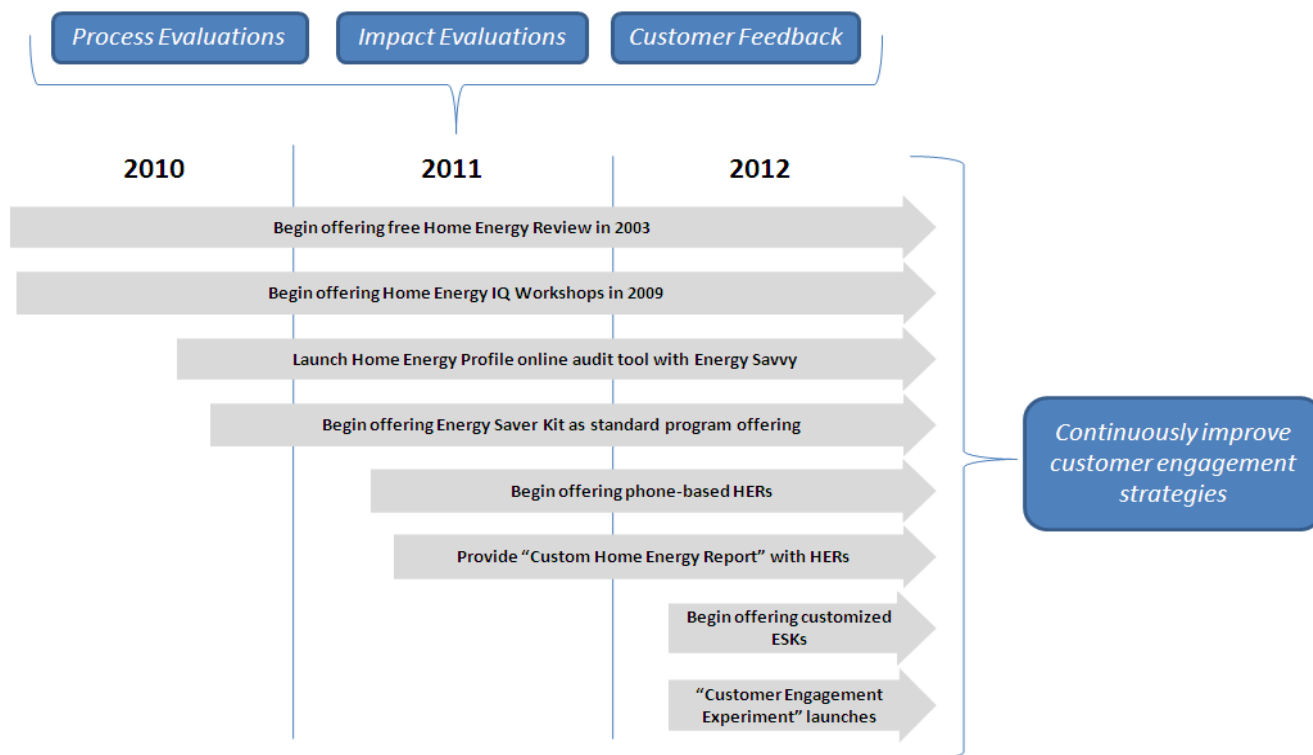 Process Evaluations
Impact Evaluations
Customer Feedback
2010
2011
2012
Begin offering free Home Energy Review in 2003
Begin offering Home Energy IQ Workshops in 2009
Launch Home Energy Profile online audit tool with Energy Savvy
Begin offering Energy Saver Kit as standard program offering
Begin offering phone-based HERs
Provide “Custom Home Energy Report” with HERs
Begin offering customized
ESKs
“Customer Engagement
Experiment” launches
Continuously improve
customer engagement
strategies